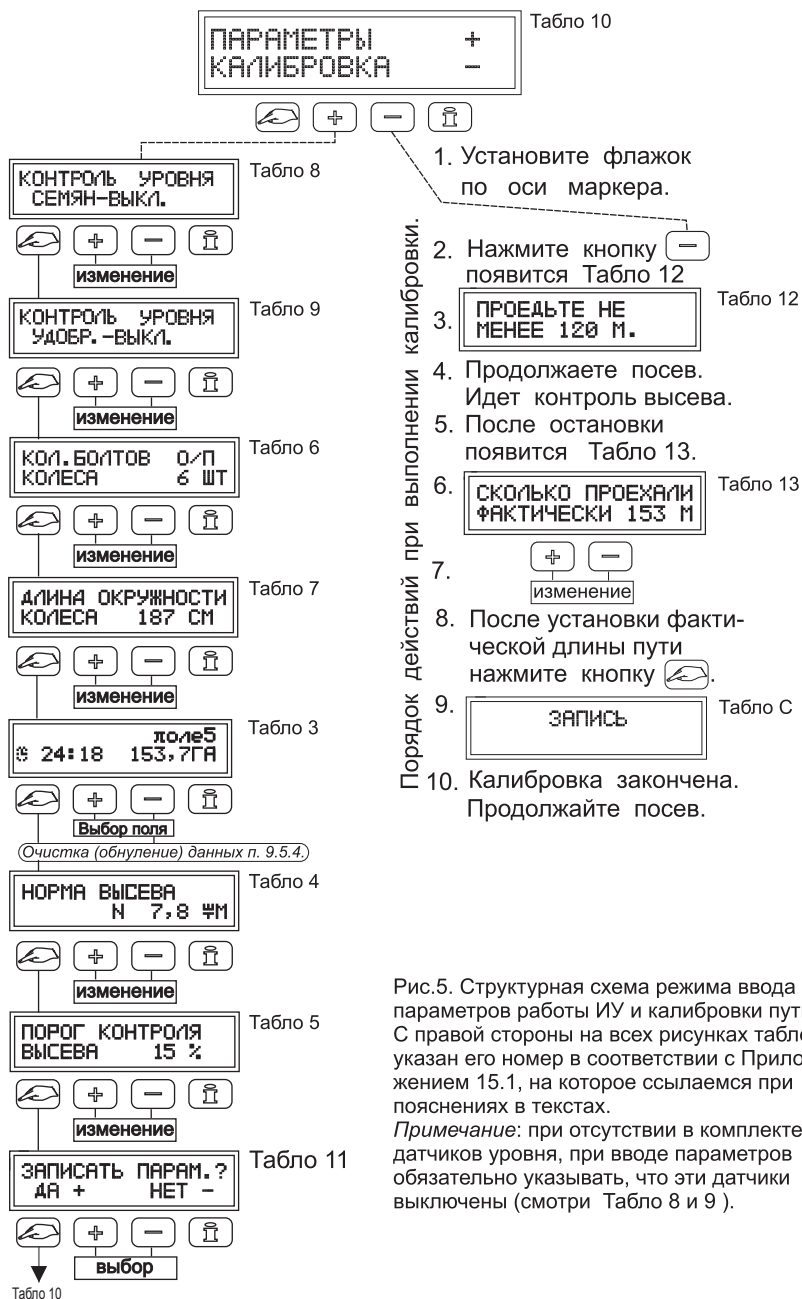 ПАРАМЕТРЫ +
КАЛИБРОВКА –
Табло 10
+ –
КОНТРОЛЬ УРОВНЯ
СЕМЯН-ВЫКЛ.
Табло 8
+ –
изменение
КОНТРОЛЬ УРОВНЯ
УДОБР.-ВЫКЛ.
Табло 9
+ –
изменение
КОЛ.БОЛТОВ О/П
КОЛЕСА 6 ШТ
Табло 6
+ –
изменение
ДЛИНА ОКРУЖНОСТИ
КОЛЕСА 187 СМ
Табло 7
+ –
изменение
поле5
24:18 153,7ГА
Табло 3
+ –
Выбор поля
Очистка (обнуление) данных п. 9.5.4.
НОРМА ВЫСЕВА
N 7,8 ШТ/М
Табло 4
+ –
изменение
ПОРОГ КОНТРОЛЯ
ВЫСЕВА 15 %
Табло 5
+ –
изменение
ЗАПИСАТЬ ПАРАМ.?
ДА + НЕТ –
Табло 11
+ –
выбор
Табло 10
Порядок действий при выполнении калибровки.
1. Установите флажок
по оси маркера.
2. Нажмите кнопку –
появится Табло 12
3. ПРОЕДЬТЕ НЕ
МЕНЕЕ 120 М.
Табло 12
4. Продолжаете посев.
Идет контроль высева.
5. После остановки
появится Табло 13.
6. СКОЛЬКО ПРОЕХАЛИ
ФАКТИЧЕСКИ 153 М
Табло 13
+ –
7.
изменение
8. После установки факти-
ческой длины пути
нажмите кнопку .
9. ЗАПИСЬ
Табло С
10. Калибровка закончена.
Продолжайте посев.
Рис.5. Структурная схема режима ввода
параметров работы ИУ и калибровки пути
С правой стороны на всех рисунках табло
указан его номер в соответствии с Прило
жением 15.1, на которое ссылаемся при
пояснениях в текстах.
Примечание: при отсутствии в комплекте
датчиков уровня, при вводе параметров
обязательно указывать, что эти датчики
выключены (смотри Табло 8 и 9 ).